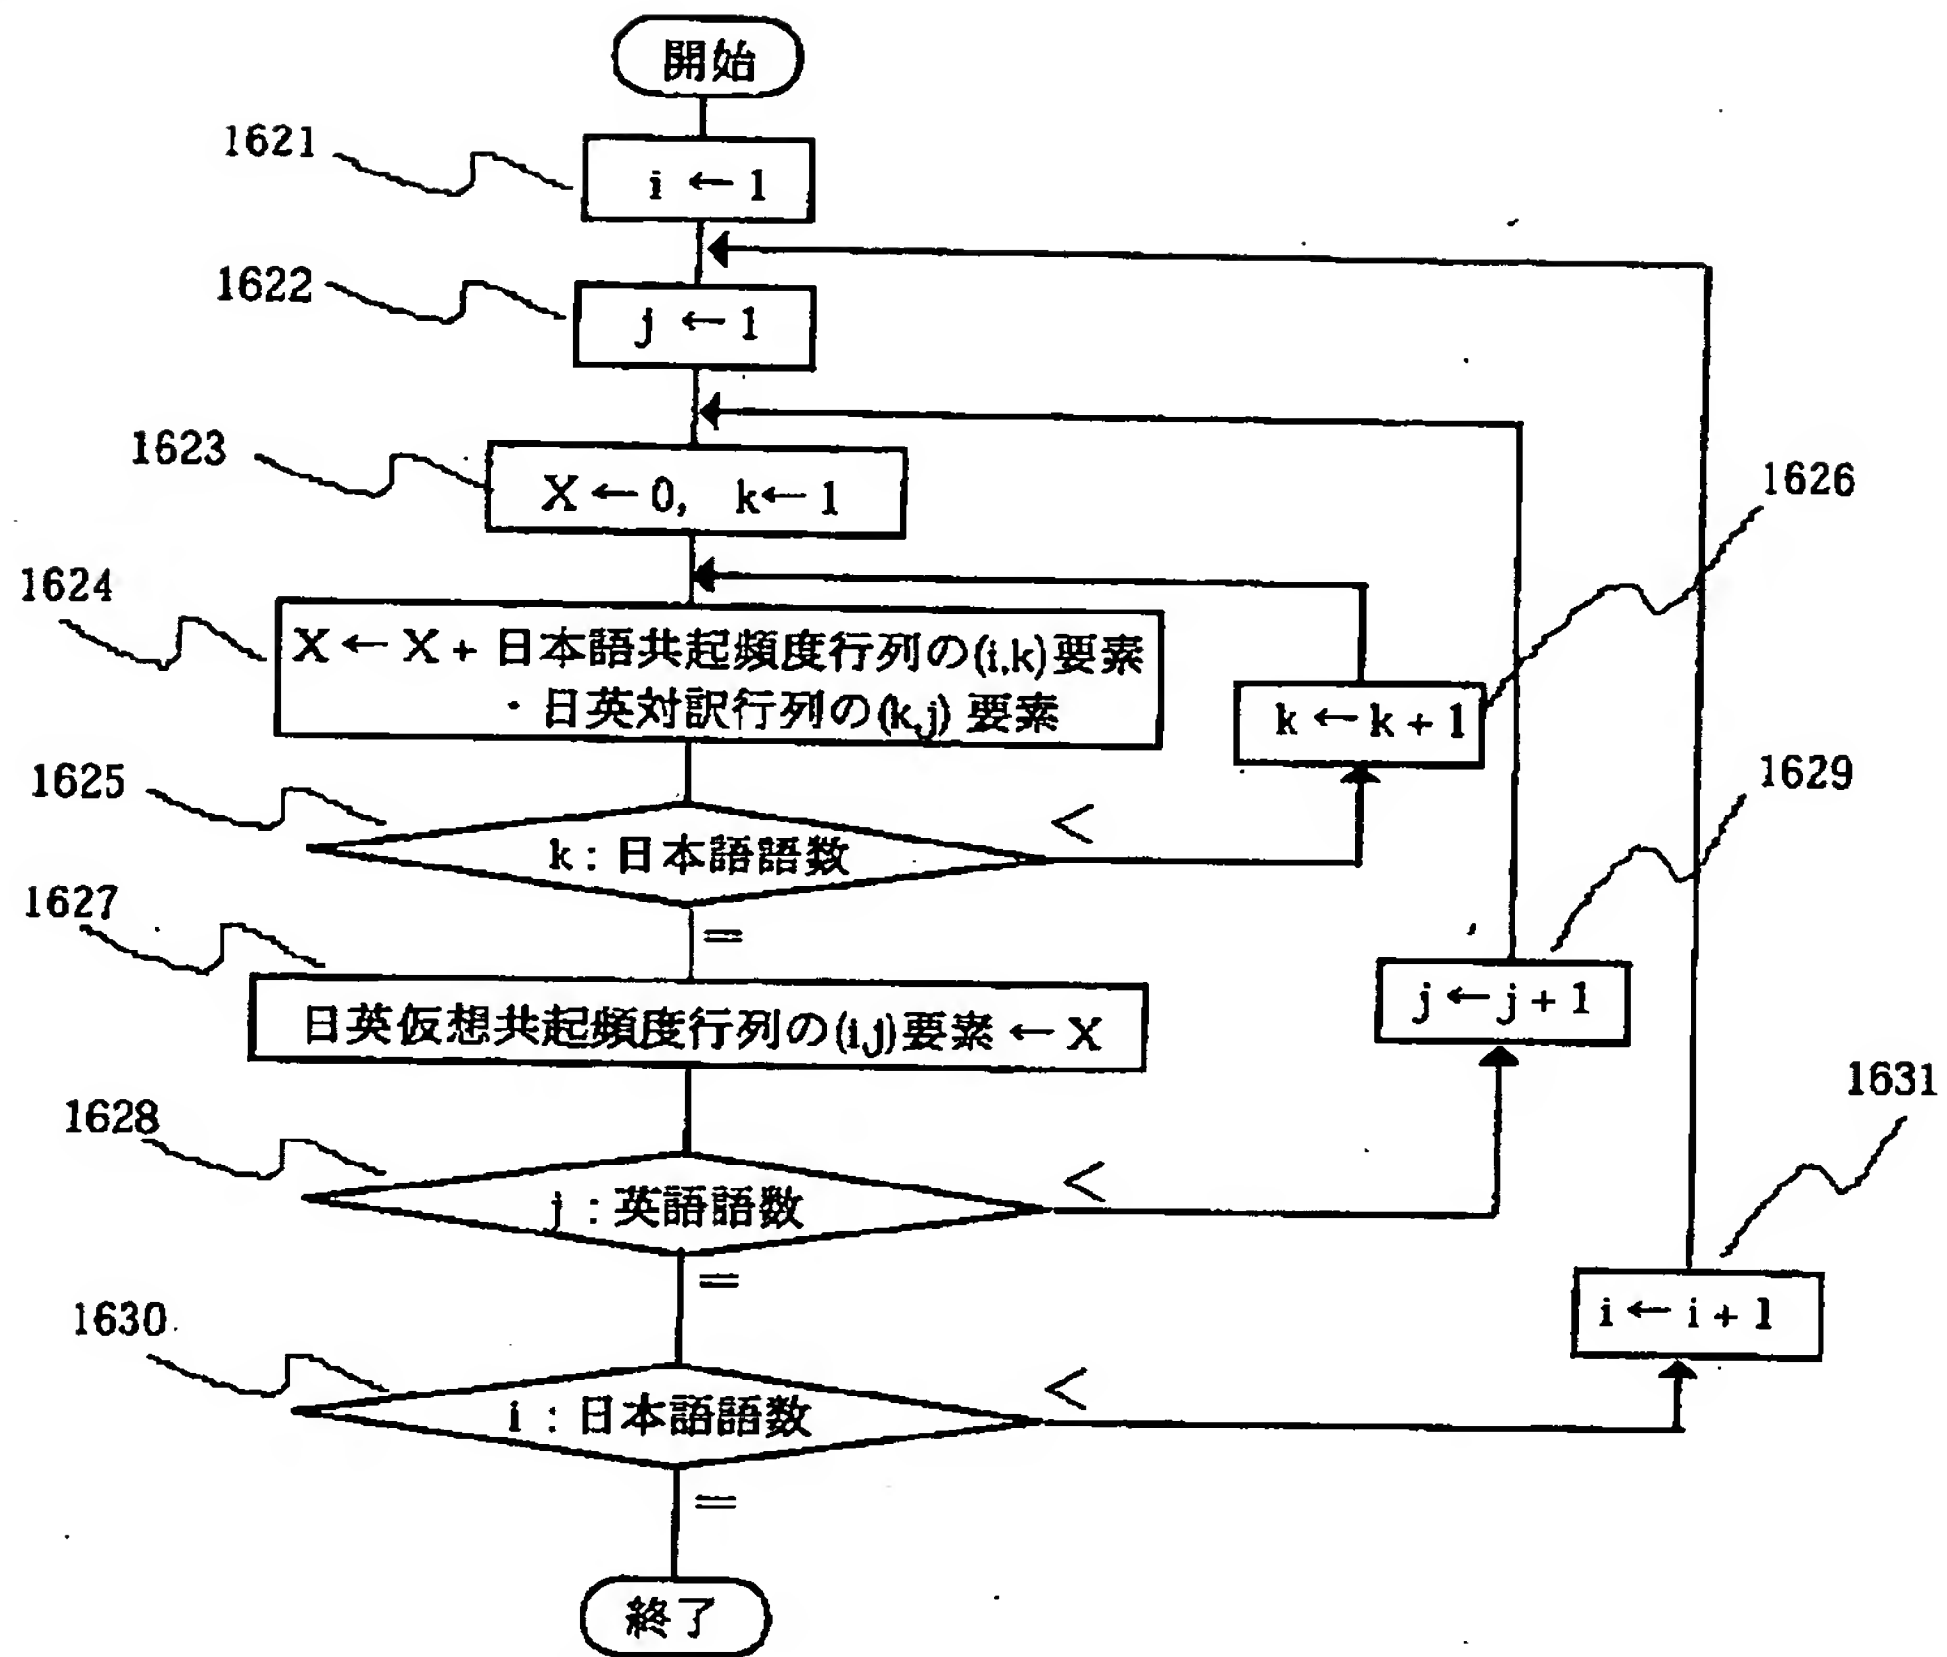 開始
1621
i ← 1
1622
j ← 1
1623
X ← 0, k ← 1
1626
1624
X ← X + 日本語共起頻度行列の(i,k)要素
・日英対訳行列の(k,j) 要素
k ← k + 1
1625
k : 日本語語数
<
1629
1627
=
日英仮想共起頻度行列の(i,j)要素 ← X
j ← j + 1
1631
1628
j : 英語語数
<
=
i ← i + 1
1630
i : 日本語語数
<
=
終了